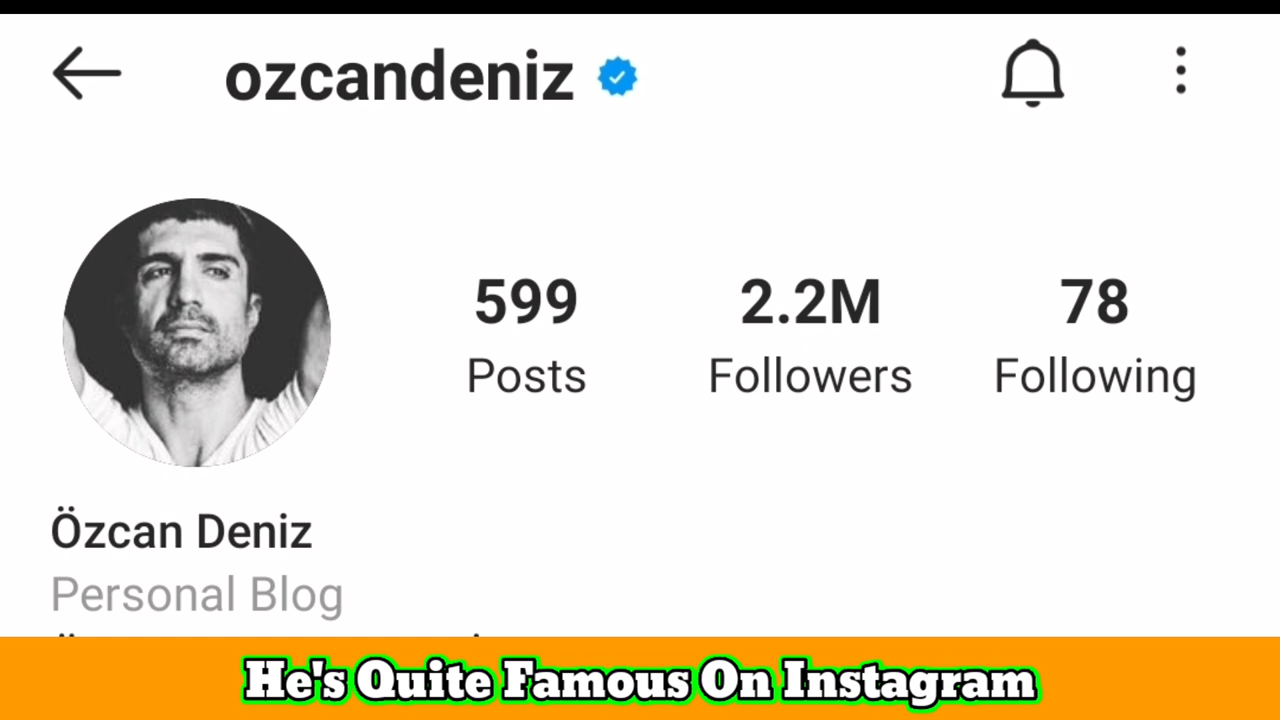 ozcandeniz
599 2.2M 78
Posts Followers Following
Özcan Deniz
Personal Blog
He's Quite Famous On Instagram